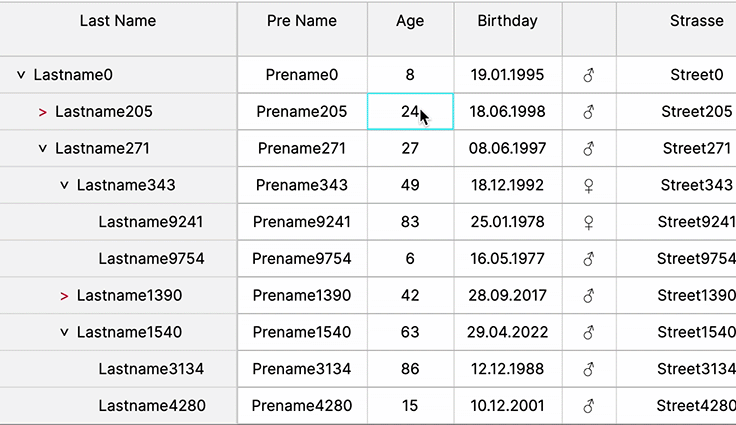 Last Name Pre Name Age Birthday Strasse
˅ Lastname0 Prename0 8 19.01.1995 ♂ Street0
> Lastname205 Prename205 24 18.06.1998 ♂ Street205
˅ Lastname271 Prename271 27 08.06.1997 ♂ Street271
˅ Lastname343 Prename343 49 18.12.1992 ♀ Street343
Lastname9241 Prename9241 83 25.01.1978 ♀ Street9241
Lastname9754 Prename9754 6 16.05.1977 ♂ Street9754
> Lastname1390 Prename1390 42 28.09.2017 ♂ Street1390
˅ Lastname1540 Prename1540 63 29.04.2022 ♂ Street1540
Lastname3134 Prename3134 86 12.12.1988 ♂ Street3134
Lastname4280 Prename4280 15 10.12.2001 ♂ Street4280